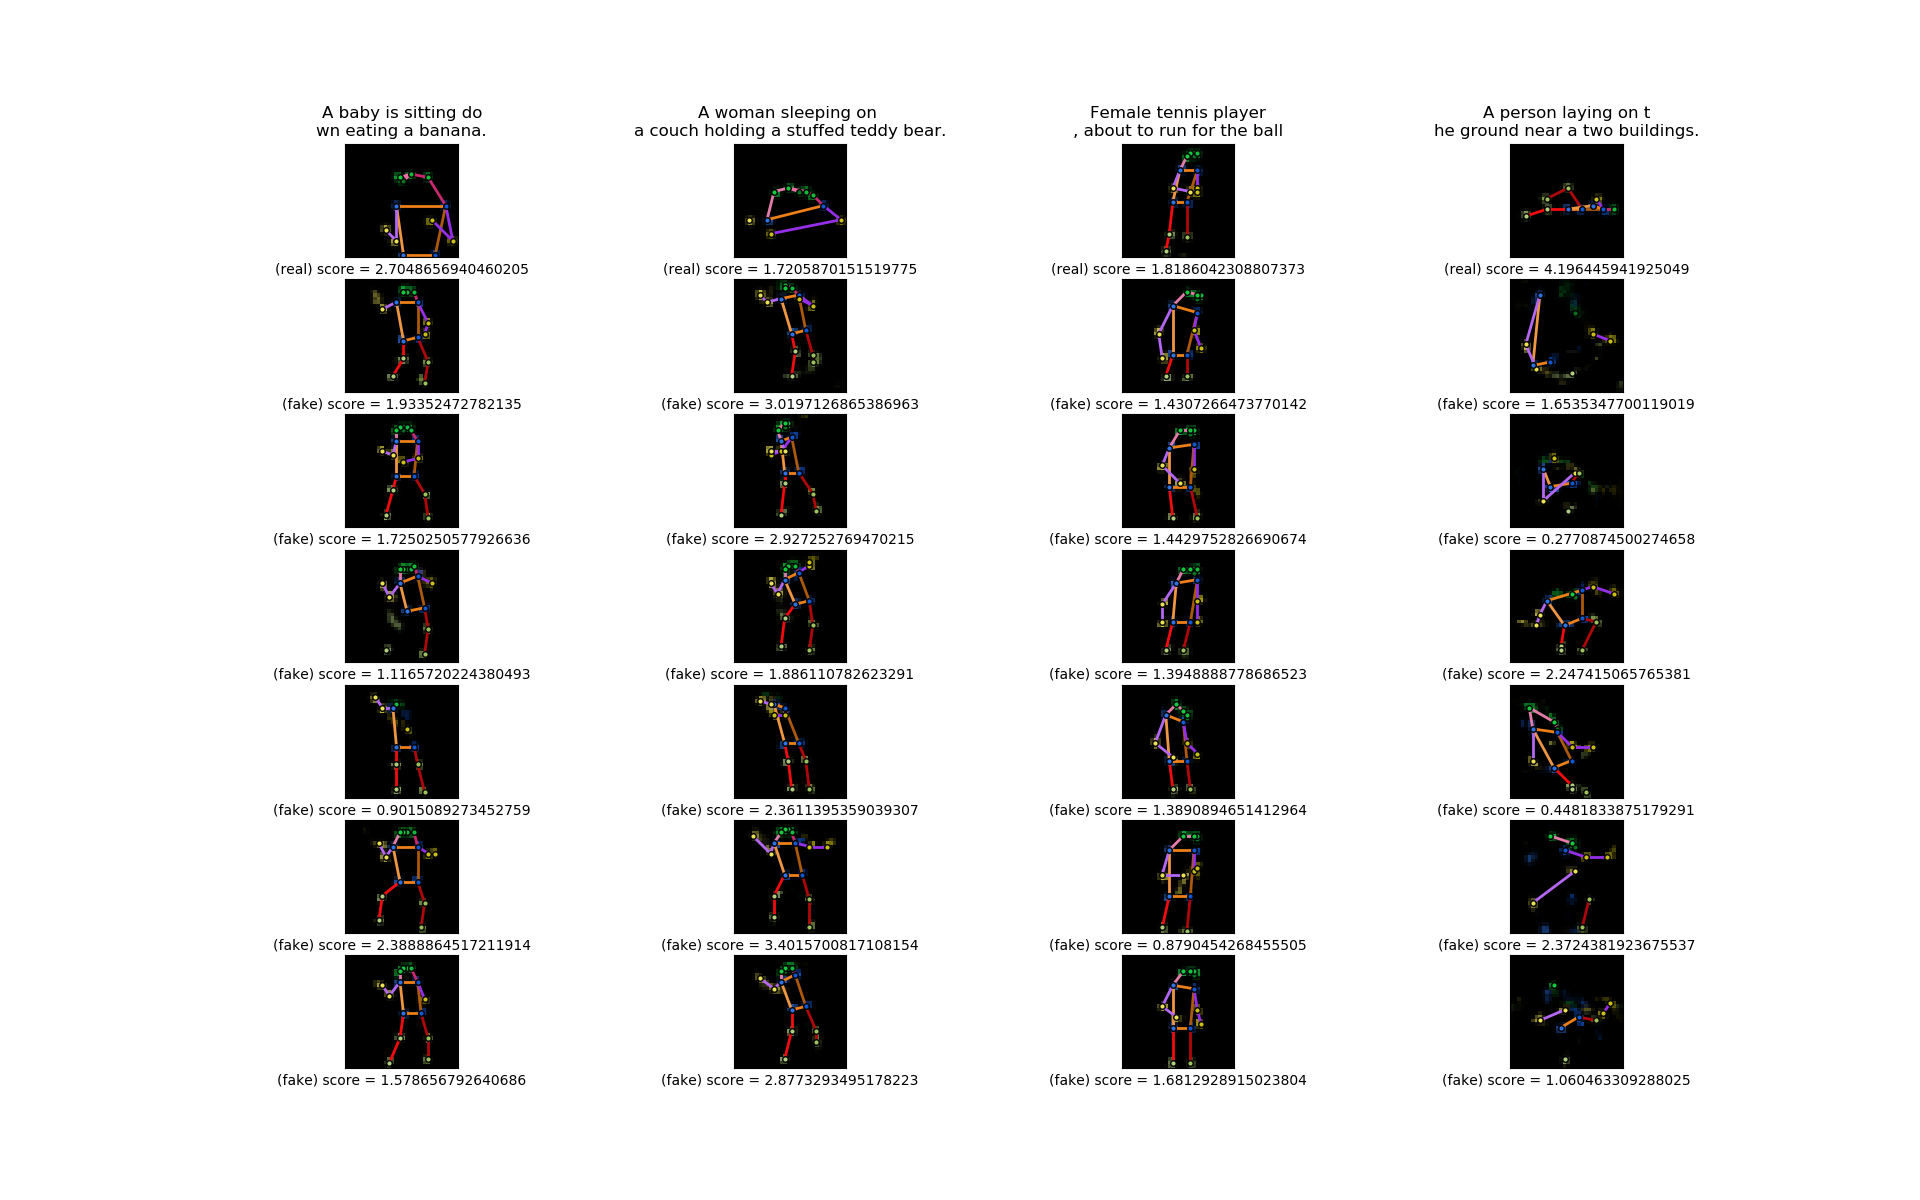 A baby is sitting do
wn eating a banana.
A woman sleeping on
a couch holding a stuffed teddy bear.
Female tennis player
, about to run for the ball
A person laying on t
he ground near a two buildings.
(real) score = 2.7048656940460205
(real) score = 1.7205870151519775
(real) score = 1.8186042308807373
(real) score = 4.196445941925049
(fake) score = 1.93352472782135
(fake) score = 3.0197126865386963
(fake) score = 1.4307266473770142
(fake) score = 1.6535347700119019
(fake) score = 1.7250250577926636
(fake) score = 2.927252769470215
(fake) score = 1.4429752826690674
(fake) score = 0.2770874500274658
(fake) score = 1.1165720224380493
(fake) score = 1.886110782623291
(fake) score = 1.3948888778686523
(fake) score = 2.247415065765381
(fake) score = 0.9015089273452759
(fake) score = 2.3611395359039307
(fake) score = 1.3890894651412964
(fake) score = 0.4481833875179291
(fake) score = 2.3888864517211914
(fake) score = 3.4015700817108154
(fake) score = 0.8790454268455505
(fake) score = 2.3724381923675537
(fake) score = 1.578656792640686
(fake) score = 2.8773293495178223
(fake) score = 1.6812928915023804
(fake) score = 1.060463309288025